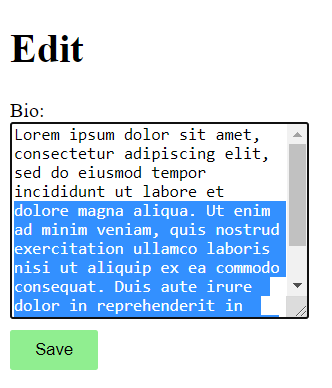 Edit
Bio:
Lorem ipsum dolor sit amet,
consectetur adipiscing elit,
sed do eiusmod tempor
incididunt ut labore et
dolore magna aliqua. Ut enim
ad minim veniam, quis nostrud
exercitation ullamco laboris
nisi ut aliquip ex ea commodo
consequat. Duis aute irure
dolor in reprehenderit in
Save